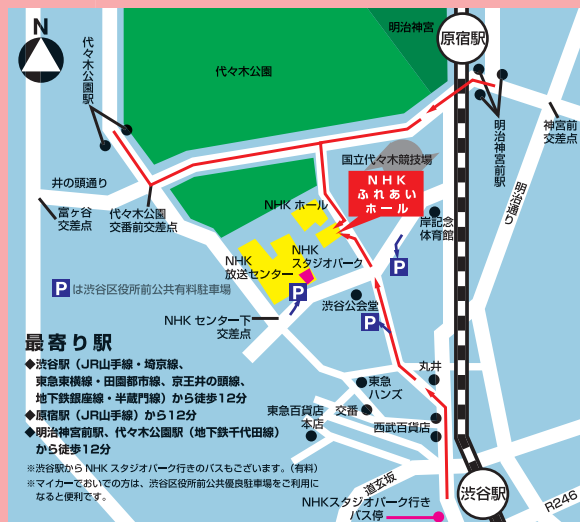 N
明治神宮
原宿駅
代々木公園駅
代々木公園
国立代々木競技場
明治神宮前駅
神宮前
交差点
明治通り
井の頭通り
富ヶ谷
交差点
代々木公園
交番前交差点
NHK ホール
NHK
ふれあい
ホール
岸記念
体育館
NHK
スタジオパーク
NHK
放送センター
P
P
P
P は渋谷区役所前公共有料駐車場
渋谷公会堂
NHK センター下
交差点
最寄り駅
◆渋谷駅（JR山手線・埼京線、
東急東横線・田園都市線、京王井の頭線、
地下鉄銀座線・半蔵門線）から徒歩12分
◆原宿駅（JR山手線）から12分
◆明治神宮前駅、代々木公園駅（地下鉄千代田線）
から徒歩12分
※渋谷駅から NHK スタジオパーク行きのバスもございます。（有料）
※マイカーでおいでの方は、渋谷区役所前公共優良駐車をご利用に
なると便利です。
丸井
東急
ハンズ
東急百貨店
本店
交番
西武百貨店
道玄坂
渋谷駅
NHKスタジオパーク行き
バス停
R246